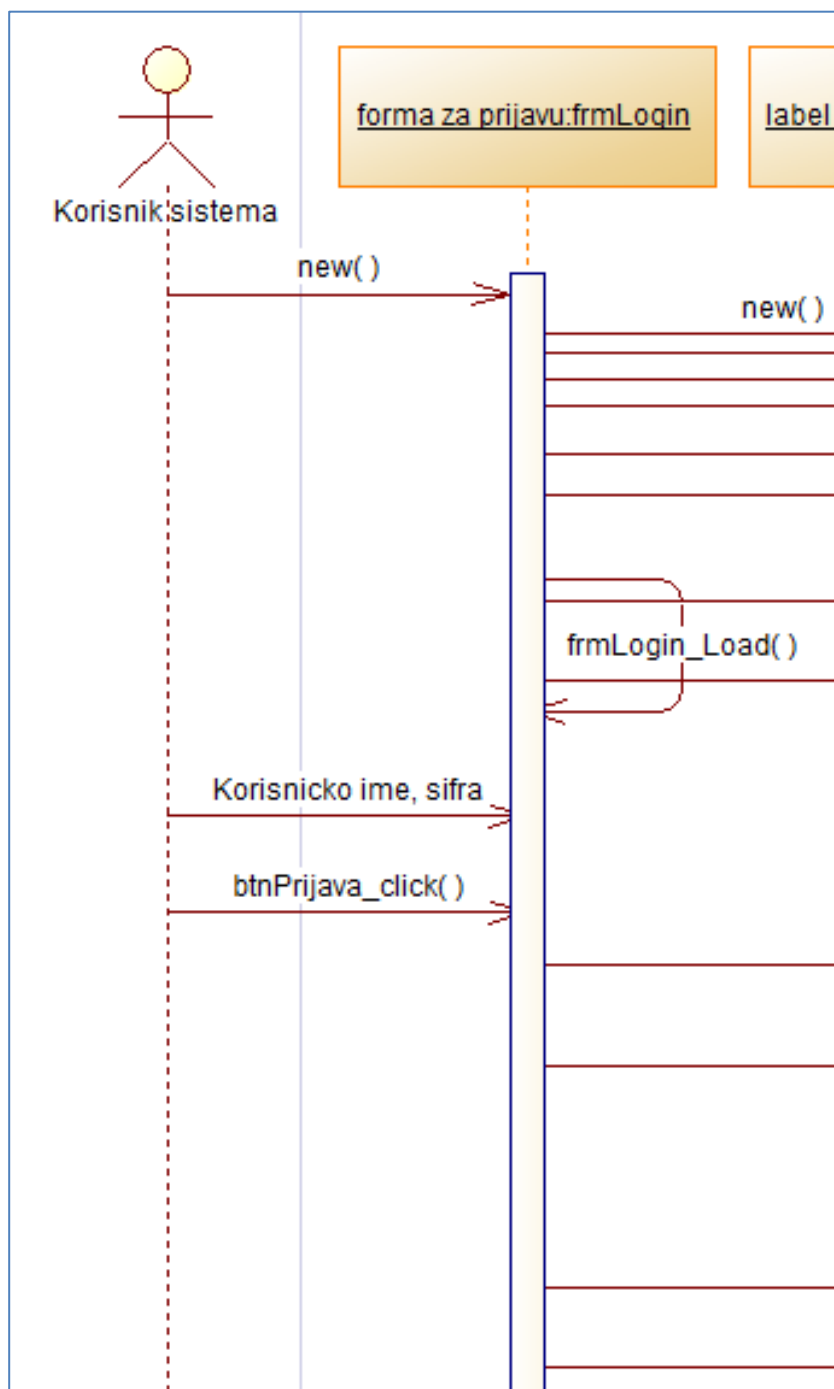 forma za prijavu:frmLogin
label
Korisnik sistema
new( )
new( )
frmLogin_Load( )
Korisnicko ime, sifra
btnPrijava_click( )